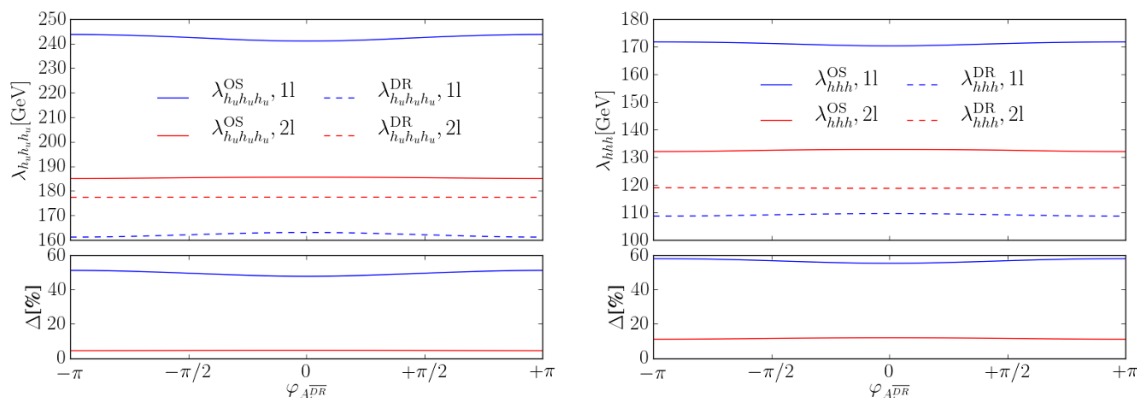 250
240
230
220
210
200
190
180
170
160
λ_{h_u h_u h_u}[GeV]
λ^{OS}_{h_u h_u h_u}, 1l
λ^{DR}_{h_u h_u h_u}, 1l
λ^{OS}_{h_u h_u h_u}, 2l
λ^{DR}_{h_u h_u h_u}, 2l
60
40
20
0
Δ[%]
−π
−π/2
0
+π/2
+π
φ_{A_t^{\overline{DR}}}
170
160
150
140
130
120
110
100
λ_{hhh}[GeV]
λ^{OS}_{hhh}, 1l
λ^{DR}_{hhh}, 1l
λ^{OS}_{hhh}, 2l
λ^{DR}_{hhh}, 2l
60
40
20
0
Δ[%]
−π
−π/2
0
+π/2
+π
φ_{A_t^{\overline{DR}}}